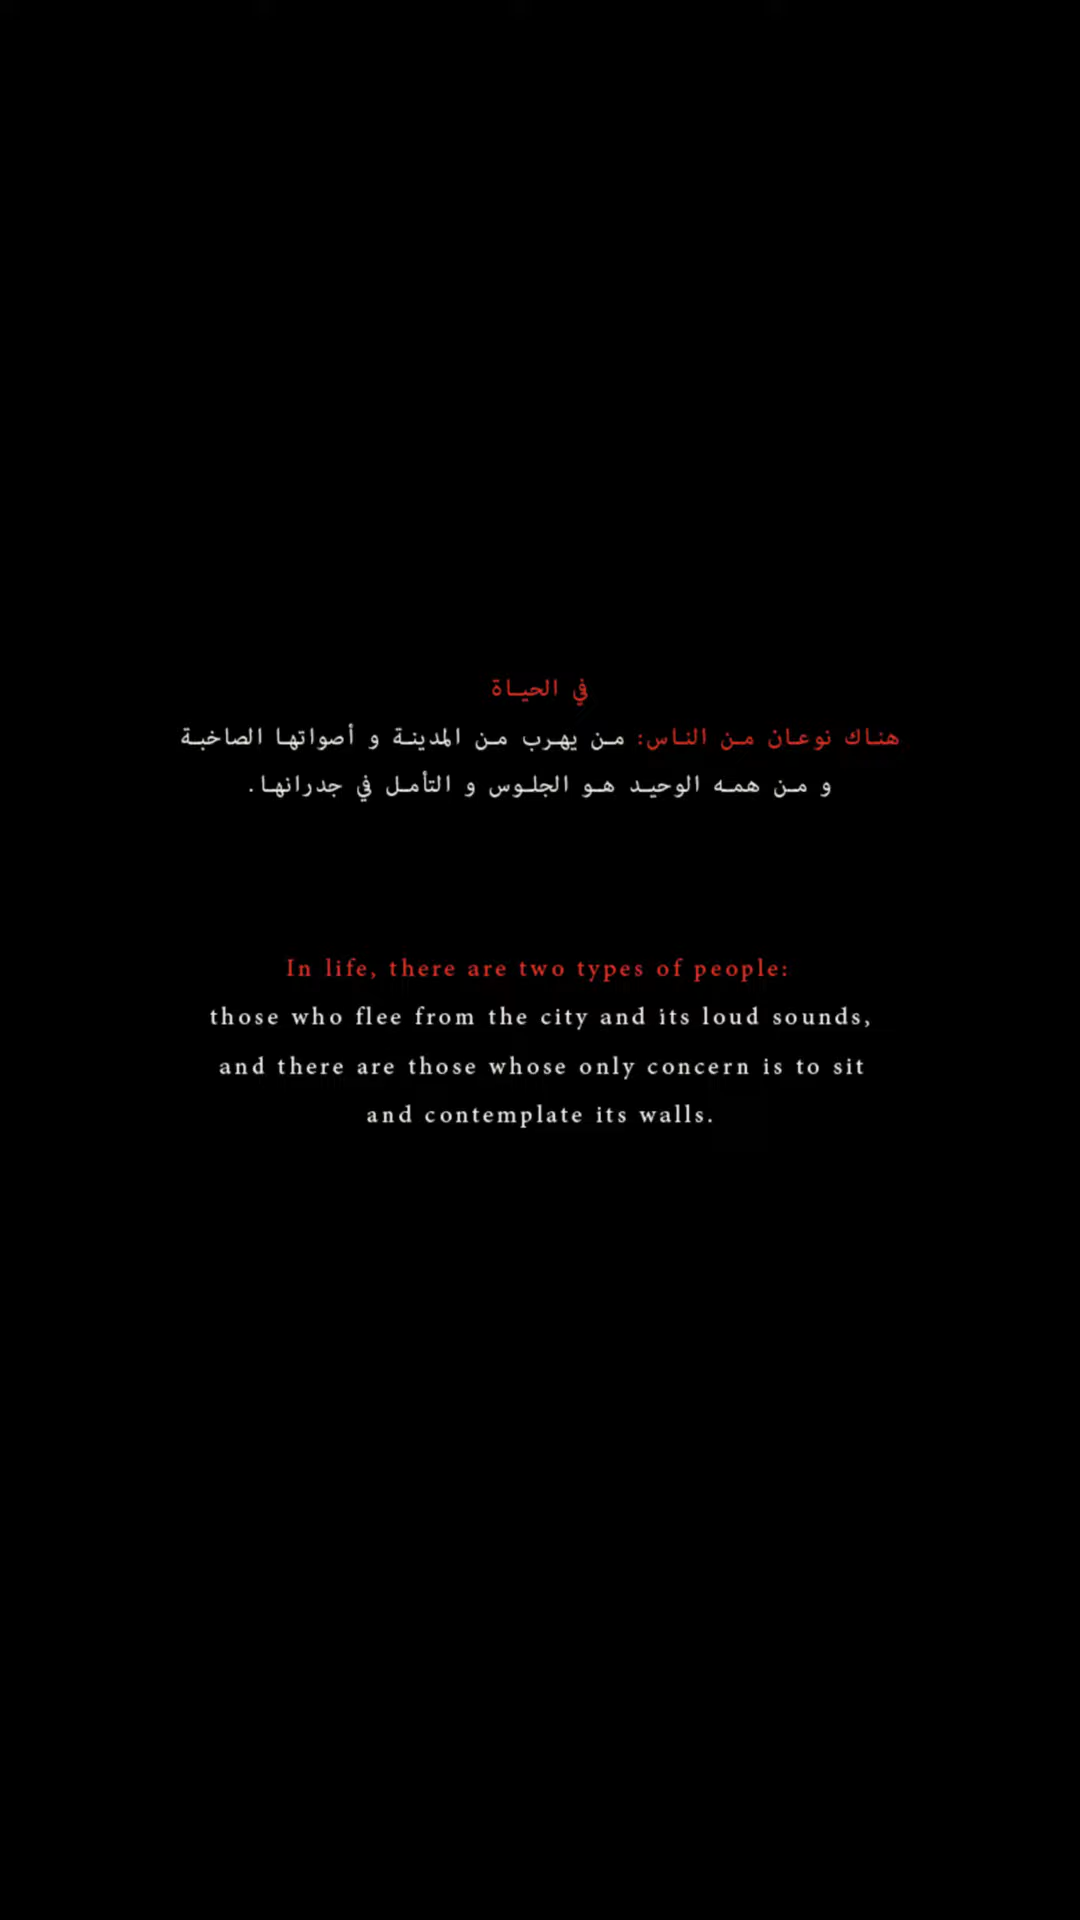 في الحياة
هناك نوعان من الناس: من يهرب من المدينة و أصواتها الصاخبة
و من همه الوحيد هو الجلوس و التأمل في جدرانها.
In life, there are two types of people:
those who flee from the city and its loud sounds,
and there are those whose only concern is to sit
and contemplate its walls.